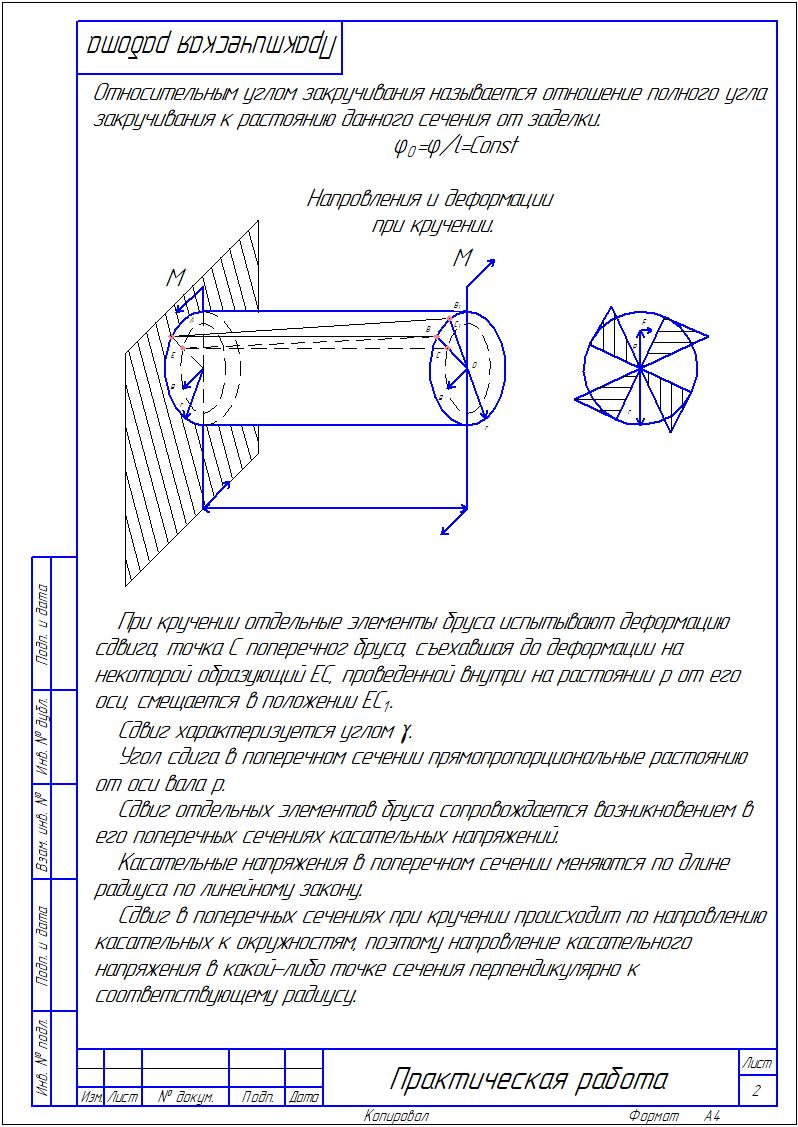 Практическая работа
Относительным углом закручивания называется отношение полного угла
закручивания к растоянию данного сечения от заделки.
φ₀=φ/l=Const
Напровления и деформации
при кручении.
M
M
A
E
r
B₁
B
C₁
C
O
r
F
ρ
r
При кручении отдельные элементы бруса испытывают деформацию
сдвига, точка С поперечног бруса, съехавшая до деформации на
некоторой образующий ЕС, проведенной внутри на растоянии р от его
оси, смещается в положении ЕС₁.
Сдвиг характеризуется углом γ.
Угол сдига в поперечном сечении прямопропорциональные растоянию
от оси вала р.
Сдвиг отдельных элементов бруса сопровождается возникновением в
его поперечных сечениях касательных напряжений.
Касательные напряжения в поперечном сечении меняются по длине
радиуса по линейному закону.
Сдвиг в поперечных сечениях при кручении происходит по напровлению
касательных к окружностям, поэтому напровление касательного
напряжения в какой-либо точке сечения перпендикулярно к
соответствующему радиусу.
Подп. и дата
Инв. № дубл.
Взам. инв. №
Подп. и дата
Инв. № подл.
Изм. Лист № докум. Подп. Дата
Практическая работа
Лист
2
Копировал Формат А4